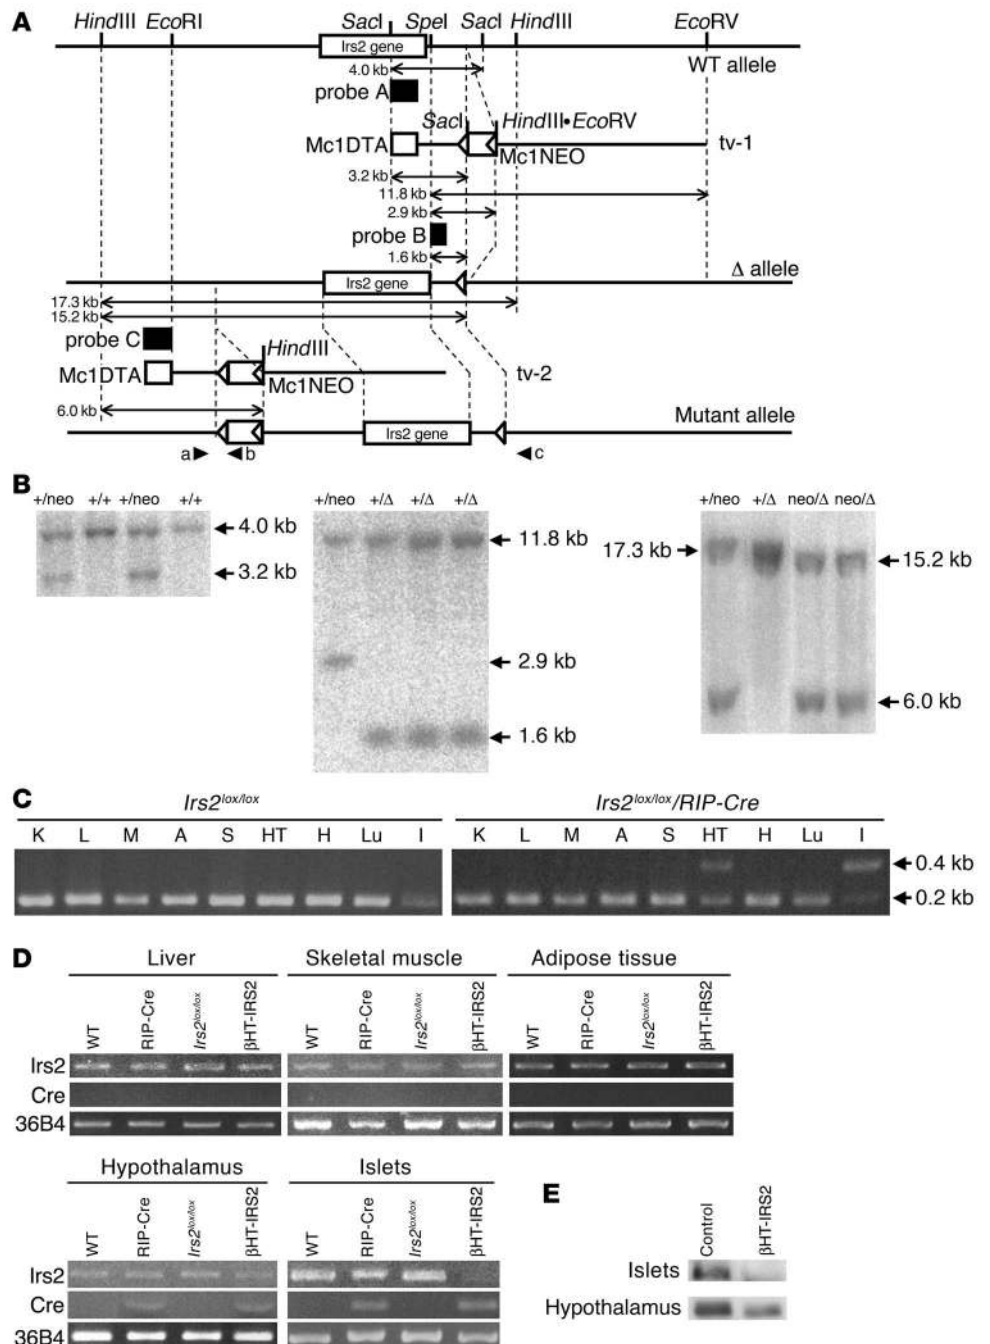 A
HindIII EcoRI SacI SpeI SacI HindIII EcoRV
Irs2 gene
WT allele
4.0 kb
probe A
SacI HindIII•EcoRV
Mc1DTA tv-1
Mc1NEO
3.2 kb
11.8 kb
2.9 kb
probe B
1.6 kb
Δ allele
Irs2 gene
17.3 kb
15.2 kb
probe C
HindIII
Mc1DTA tv-2
Mc1NEO
6.0 kb
Mutant allele
Irs2 gene
a b c
B
+/neo +/+ +/neo +/+
4.0 kb
3.2 kb
+/neo +/Δ +/Δ +/Δ
11.8 kb
2.9 kb
1.6 kb
+/neo +/Δ neo/Δ neo/Δ
17.3 kb
15.2 kb
6.0 kb
C
Irs2lox/lox Irs2lox/lox/RIP-Cre
K L M A S HT H Lu I K L M A S HT H Lu I
0.4 kb
0.2 kb
D
Liver Skeletal muscle Adipose tissue
WT RIP-Cre Irs2lox/lox βHT-IRS2 WT RIP-Cre Irs2lox/lox βHT-IRS2 WT RIP-Cre Irs2lox/lox βHT-IRS2
Irs2
Cre
36B4
Hypothalamus Islets
WT RIP-Cre Irs2lox/lox βHT-IRS2 WT RIP-Cre Irs2lox/lox βHT-IRS2
Irs2
Cre
36B4
E
Control βHT-IRS2
Islets
Hypothalamus